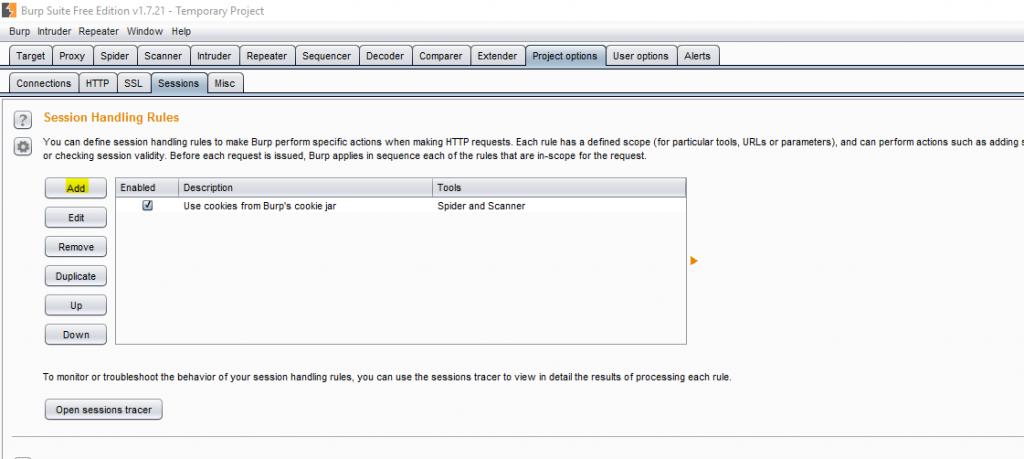 Burp Suite Free Edition v1.7.21 - Temporary Project
Burp Intruder Repeater Window Help
Target Proxy Spider Scanner Intruder Repeater Sequencer Decoder Comparer Extender Project options User options Alerts
Connections HTTP SSL Sessions Misc
? Session Handling Rules
You can define session handling rules to make Burp perform specific actions when making HTTP requests. Each rule has a defined scope (for particular tools, URLs or parameters), and can perform actions such as adding s
or checking session validity. Before each request is issued, Burp applies in sequence each of the rules that are in-scope for the request.
Add Enabled Description Tools
Use cookies from Burp's cookie jar Spider and Scanner
Edit
Remove
Duplicate
Up
Down
To monitor or troubleshoot the behavior of your session handling rules, you can use the sessions tracer to view in detail the results of processing each rule.
Open sessions tracer